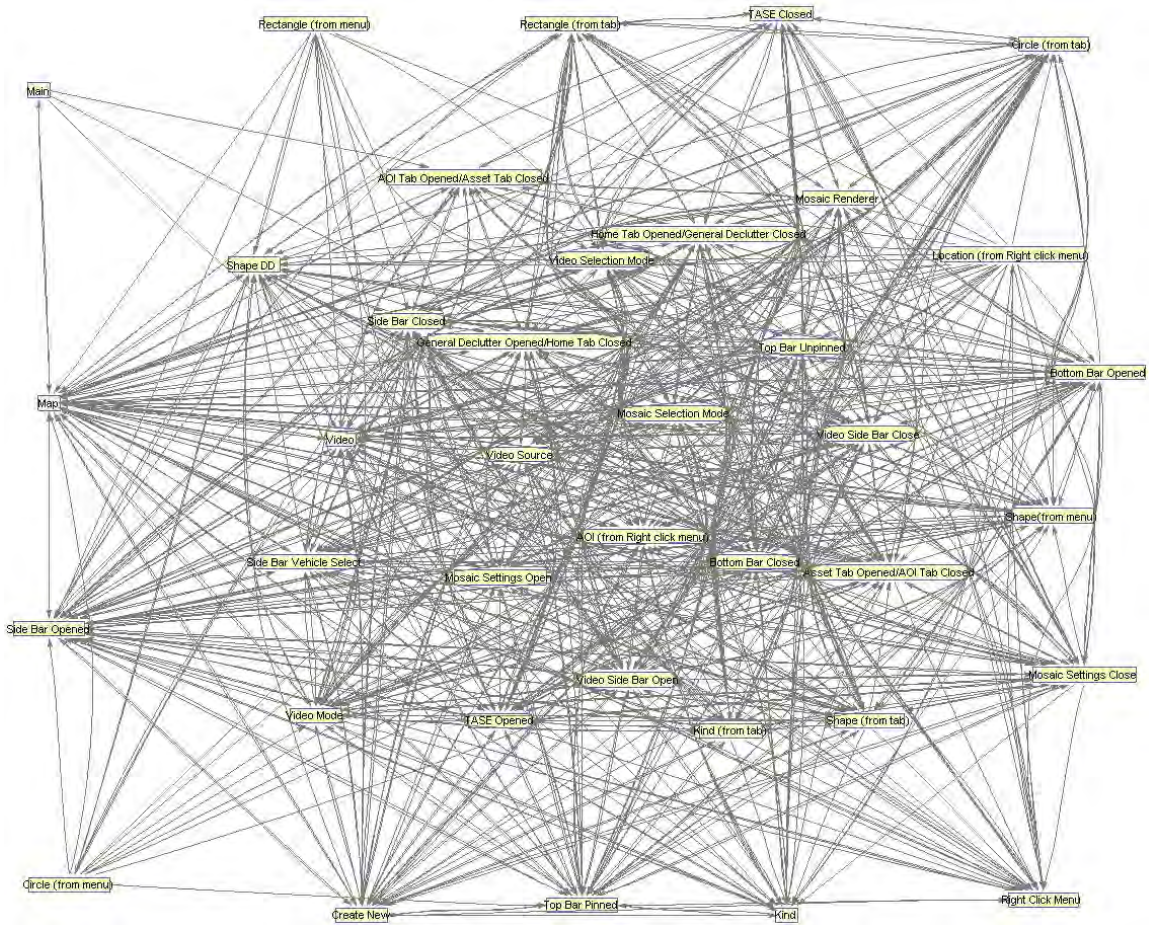 TASE Closed
Rectangle (from menu)
Rectangle (from tab)
Circle (from tab)
Main
AOI Tab Opened/Asset Tab Closed
Mosaic Renderer
Home Tab Opened/General Declutter Closed
Location (from Right click menu)
Video Selection Mode
Shape DD
Side Bar Closed
General Declutter Opened/Home Tab Closed
Top Bar Unpinned
Bottom Bar Opened
Map
Mosaic Selection Mode
Video
Video Side Bar Close
Video Source
Shape(from menu)
AOI (from Right click menu)
Side Bar Vehicle Select
Bottom Bar Closed
Asset Tab Opened/AOI Tab Closed
Mosaic Settings Open
Side Bar Opened
Mosaic Settings Close
Video Side Bar Open
Video Mode
TASE Opened
Shape (from tab)
Kind (from tab)
Circle (from menu)
Right Click Menu
Top Bar Pinned
Create New
Kind